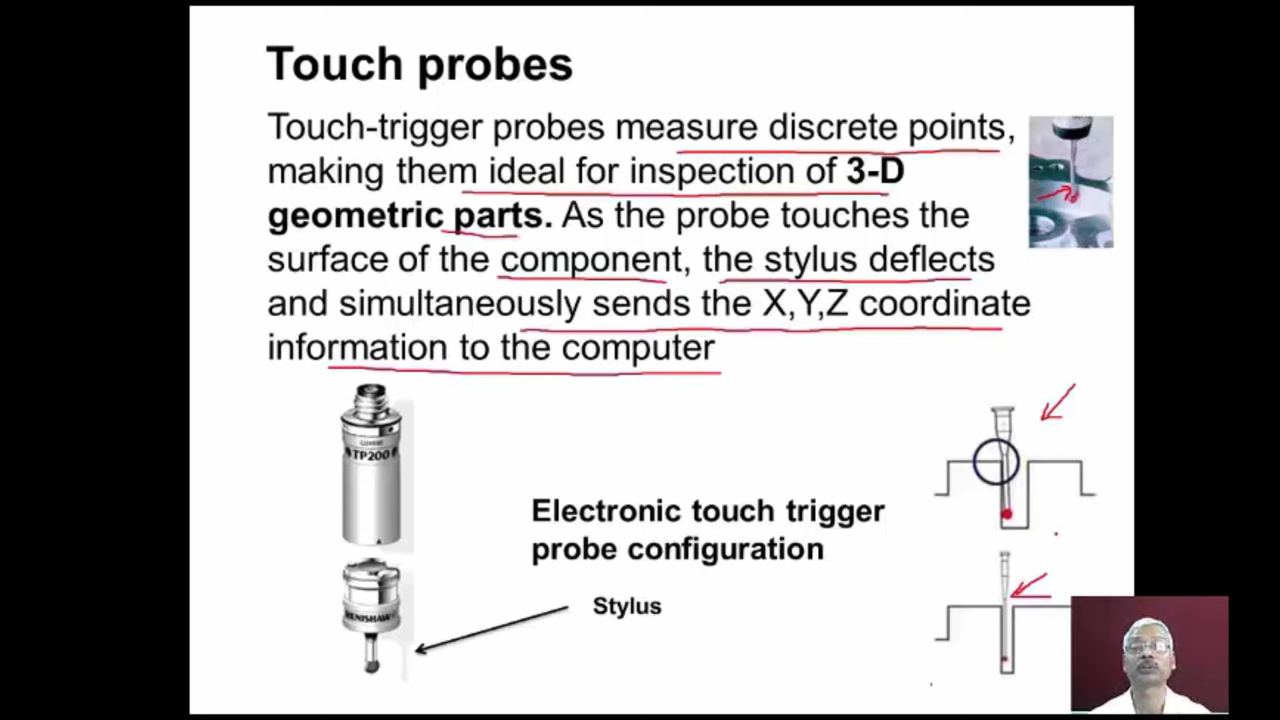 Touch probes
Touch-trigger probes measure discrete points,
making them ideal for inspection of 3-D
geometric parts. As the probe touches the
surface of the component, the stylus deflects
and simultaneously sends the X,Y,Z coordinate
information to the computer
TP200
Electronic touch trigger
probe configuration
Stylus
RENISHAW